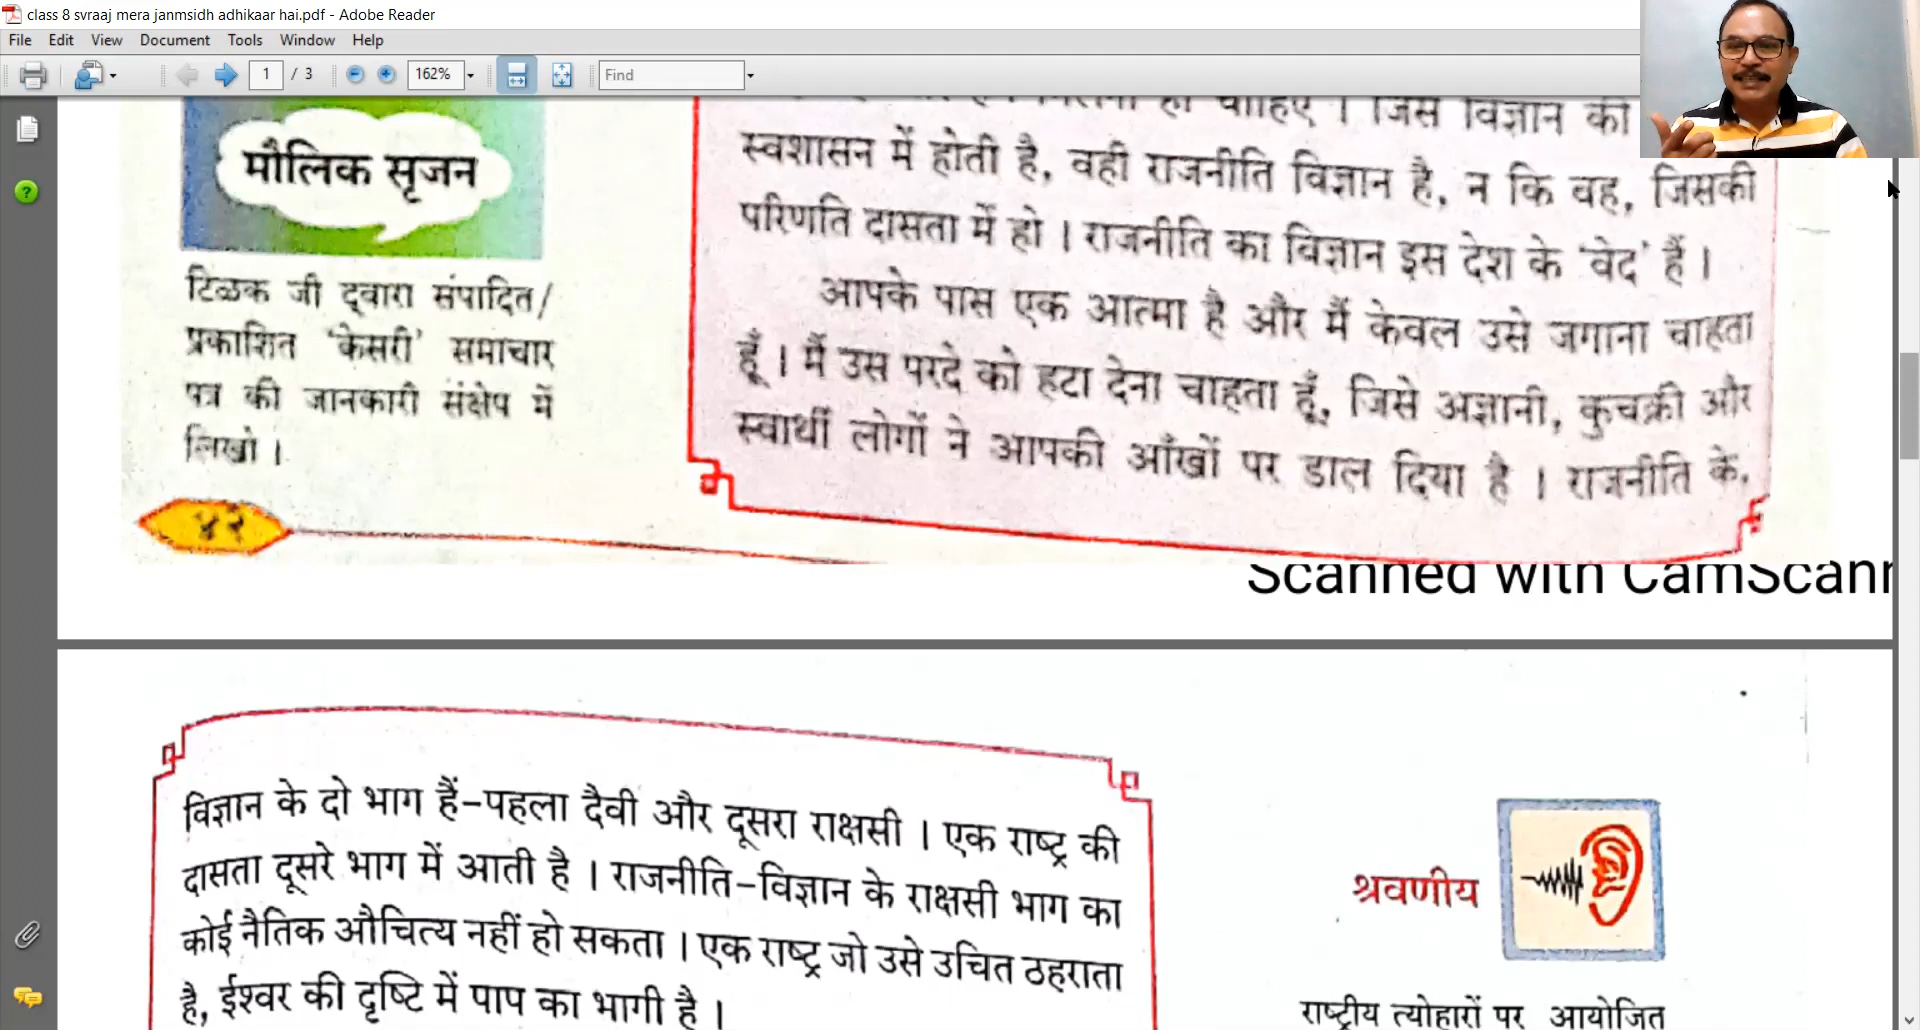 class 8 svraaj mera janmsidh adhikaar hai.pdf - Adobe Reader
File Edit View Document Tools Window Help
1 / 3 162% Find
मौलिक सृजन
टिळक जी द्वारा संपादित/
प्रकाशित 'केसरी' समाचार
पत्र की जानकारी संक्षेप में
लिखो ।
४१
चाहिए । जिस विज्ञान की
स्वशासन में होती है, वही राजनीति विज्ञान है, न कि वह, जिसकी
परिणति दासता में हो । राजनीति का विज्ञान इस देश के 'वेद' हैं ।
आपके पास एक आत्मा है और मैं केवल उसे जगाना चाहता
हूँ । मैं उस परदे को हटा देना चाहता हूँ, जिसे अज्ञानी, कुचक्री और
स्वार्थी लोगों ने आपकी आँखों पर डाल दिया है । राजनीति के,
Scanned with CamScann
विज्ञान के दो भाग हैं-पहला दैवी और दूसरा राक्षसी । एक राष्ट्र की
दासता दूसरे भाग में आती है । राजनीति-विज्ञान के राक्षसी भाग का
कोई नैतिक औचित्य नहीं हो सकता । एक राष्ट्र जो उसे उचित ठहराता
है, ईश्वर की दृष्टि में पाप का भागी है ।
श्रवणीय
राष्ट्रीय त्योहारों पर आयोजित